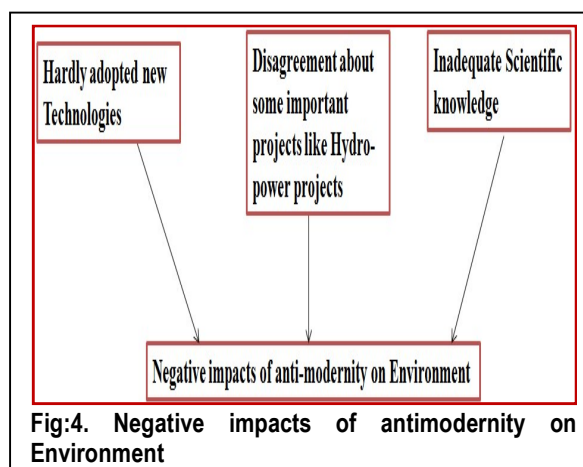 Hardly adopted new
Technologies
Disagreement about
some important
projects like Hydro-
power projects
Inadequate Scientific
knowledge
Negative impacts of anti-modernity on Environment
Fig:4. Negative impacts of antimodernity on
Environment